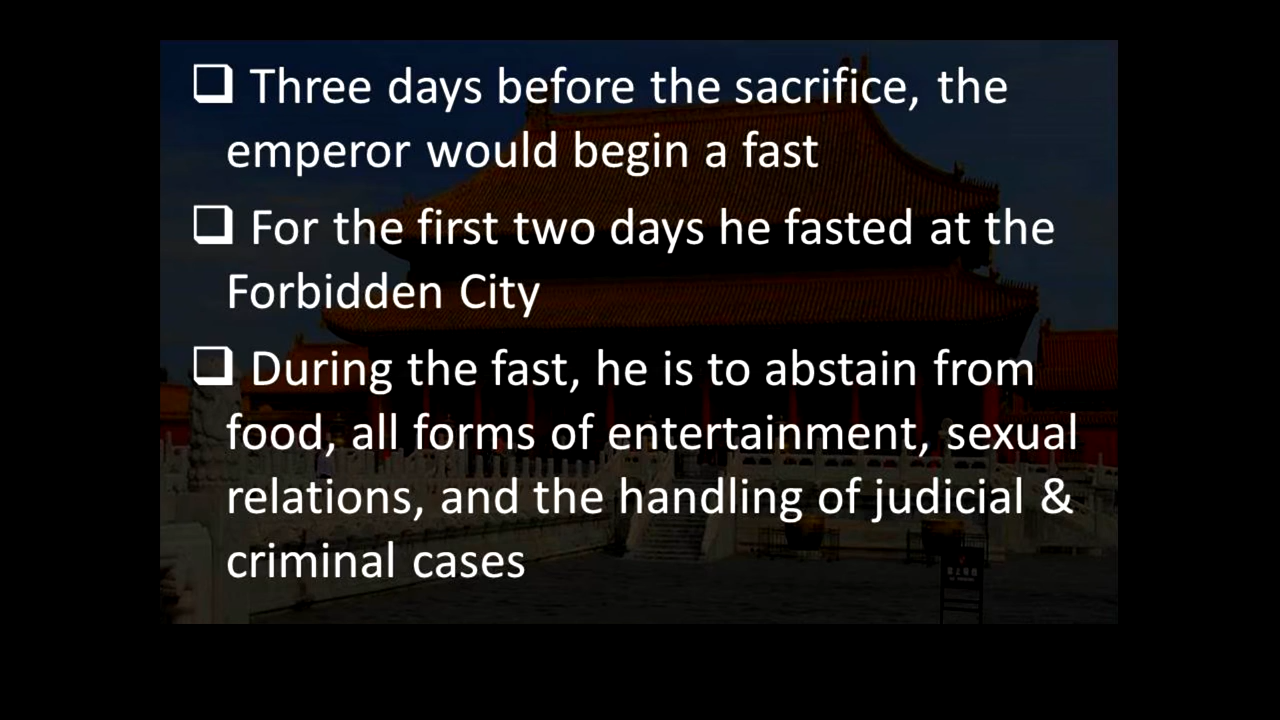 ❑ Three days before the sacrifice, the
emperor would begin a fast
❑ For the first two days he fasted at the
Forbidden City
❑ During the fast, he is to abstain from
food, all forms of entertainment, sexual
relations, and the handling of judicial &
criminal cases